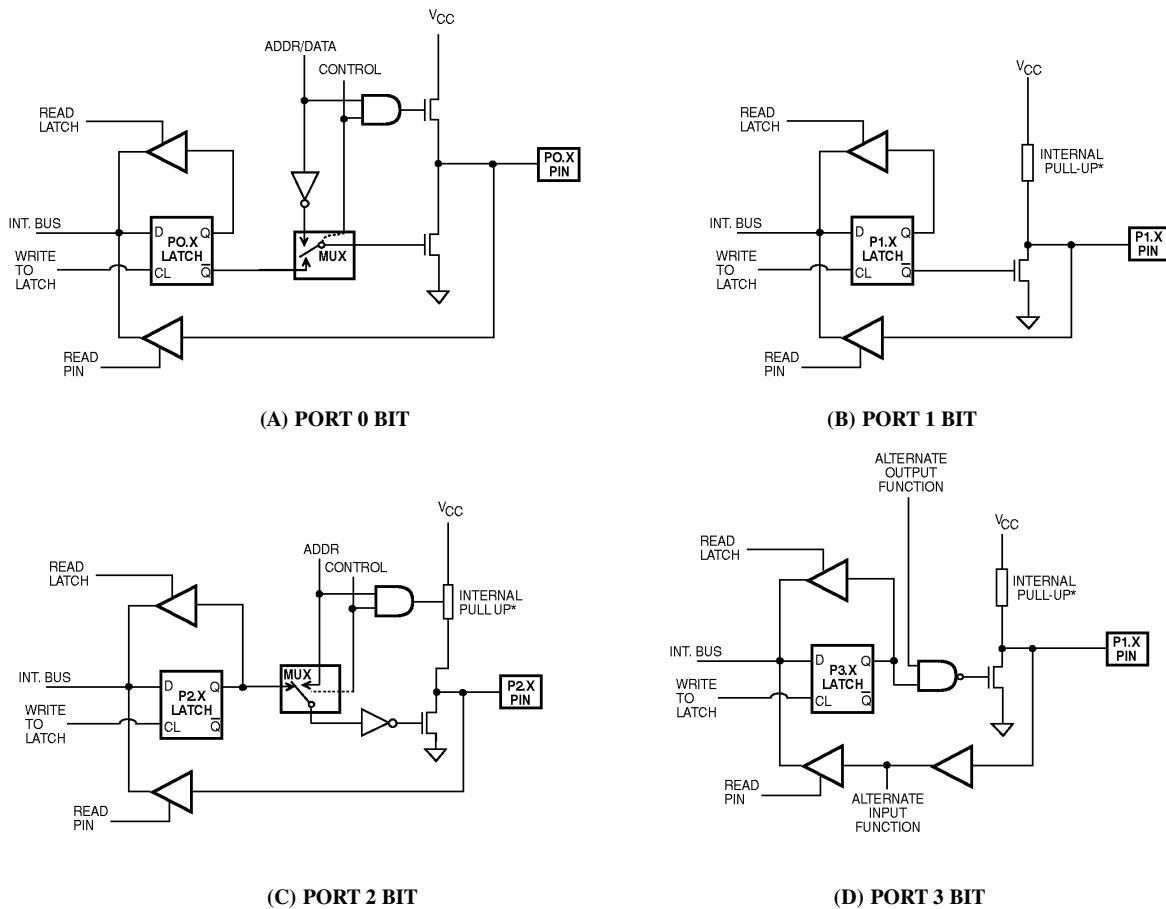 VCC
ADDR/DATA
CONTROL
READ
LATCH
INT. BUS
WRITE
TO
LATCH
D
Q
P0.X
LATCH
CL
Q
MUX
P0.X
PIN
READ
PIN
(A) PORT 0 BIT
VCC
READ
LATCH
INTERNAL
PULL-UP*
INT. BUS
WRITE
TO
LATCH
D
Q
P1.X
LATCH
CL
Q
P1.X
PIN
READ
PIN
(B) PORT 1 BIT
VCC
ADDR
CONTROL
READ
LATCH
INTERNAL
PULL UP*
INT. BUS
WRITE
TO
LATCH
D
Q
P2.X
LATCH
CL
Q
MUX
P2.X
PIN
READ
PIN
(C) PORT 2 BIT
ALTERNATE
OUTPUT
FUNCTION
VCC
READ
LATCH
INTERNAL
PULL-UP*
INT. BUS
WRITE
TO
LATCH
D
Q
P3.X
LATCH
CL
Q
P1.X
PIN
READ
PIN
ALTERNATE
INPUT
FUNCTION
(D) PORT 3 BIT